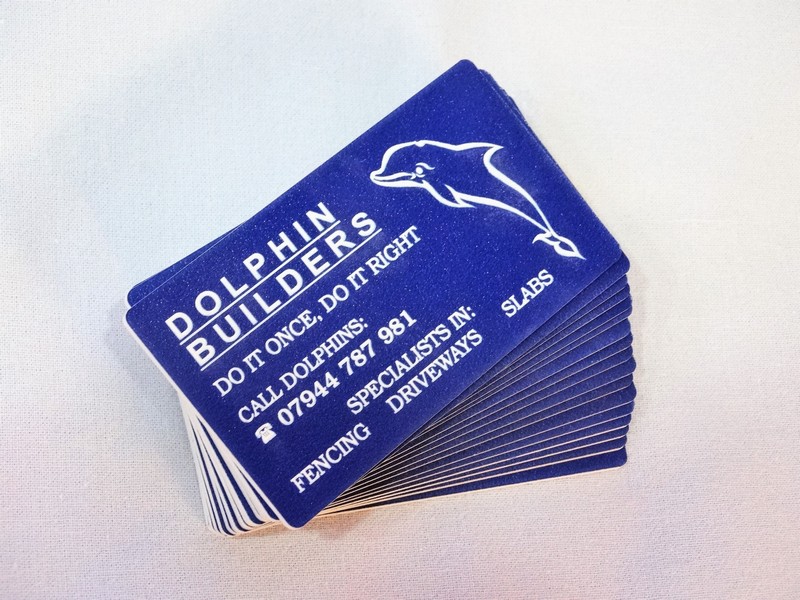 DOLPHIN
BUILDERS
DO IT ONCE, DO IT RIGHT
CALL DOLPHINS:
☎ 07944 787 981
SPECIALISTS IN:
FENCING DRIVEWAYS SLABS